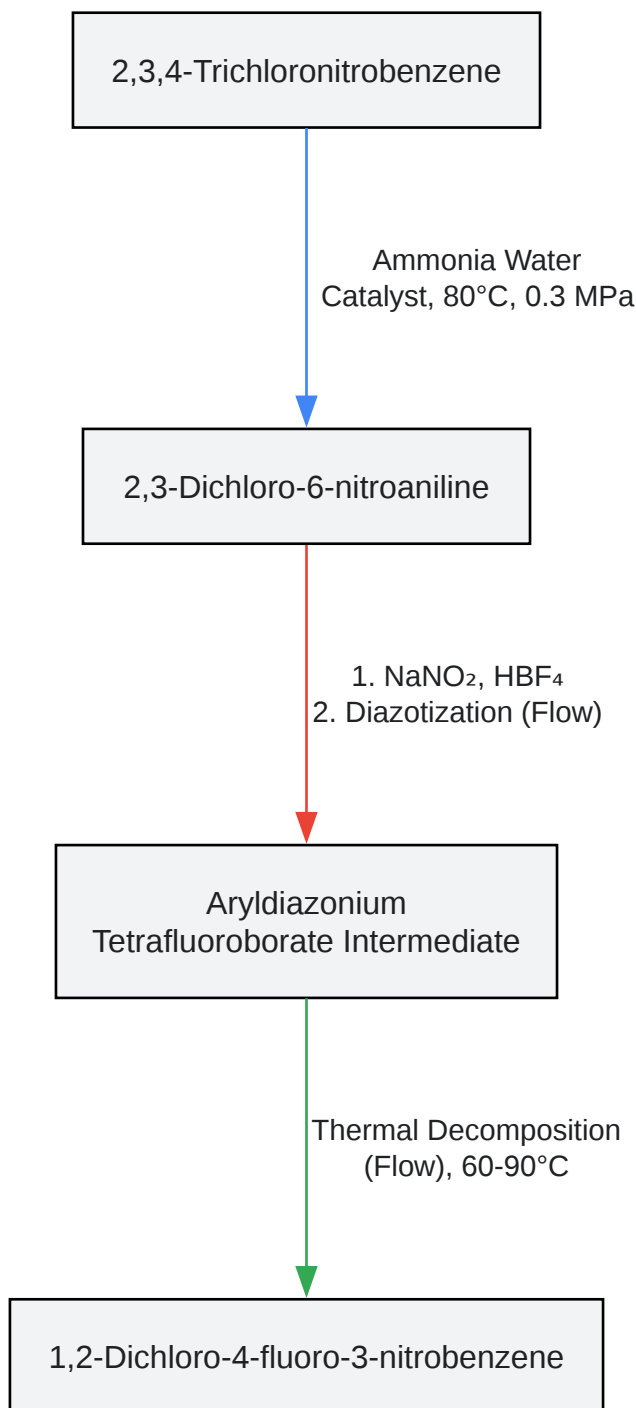 2,3,4-Trichloronitrobenzene
Ammonia Water
Catalyst, 80°C, 0.3 MPa
2,3-Dichloro-6-nitroaniline
1. NaNO₂, HBF₄
2. Diazotization (Flow)
Aryldiazonium
Tetrafluoroborate Intermediate
Thermal Decomposition
(Flow), 60-90°C
1,2-Dichloro-4-fluoro-3-nitrobenzene